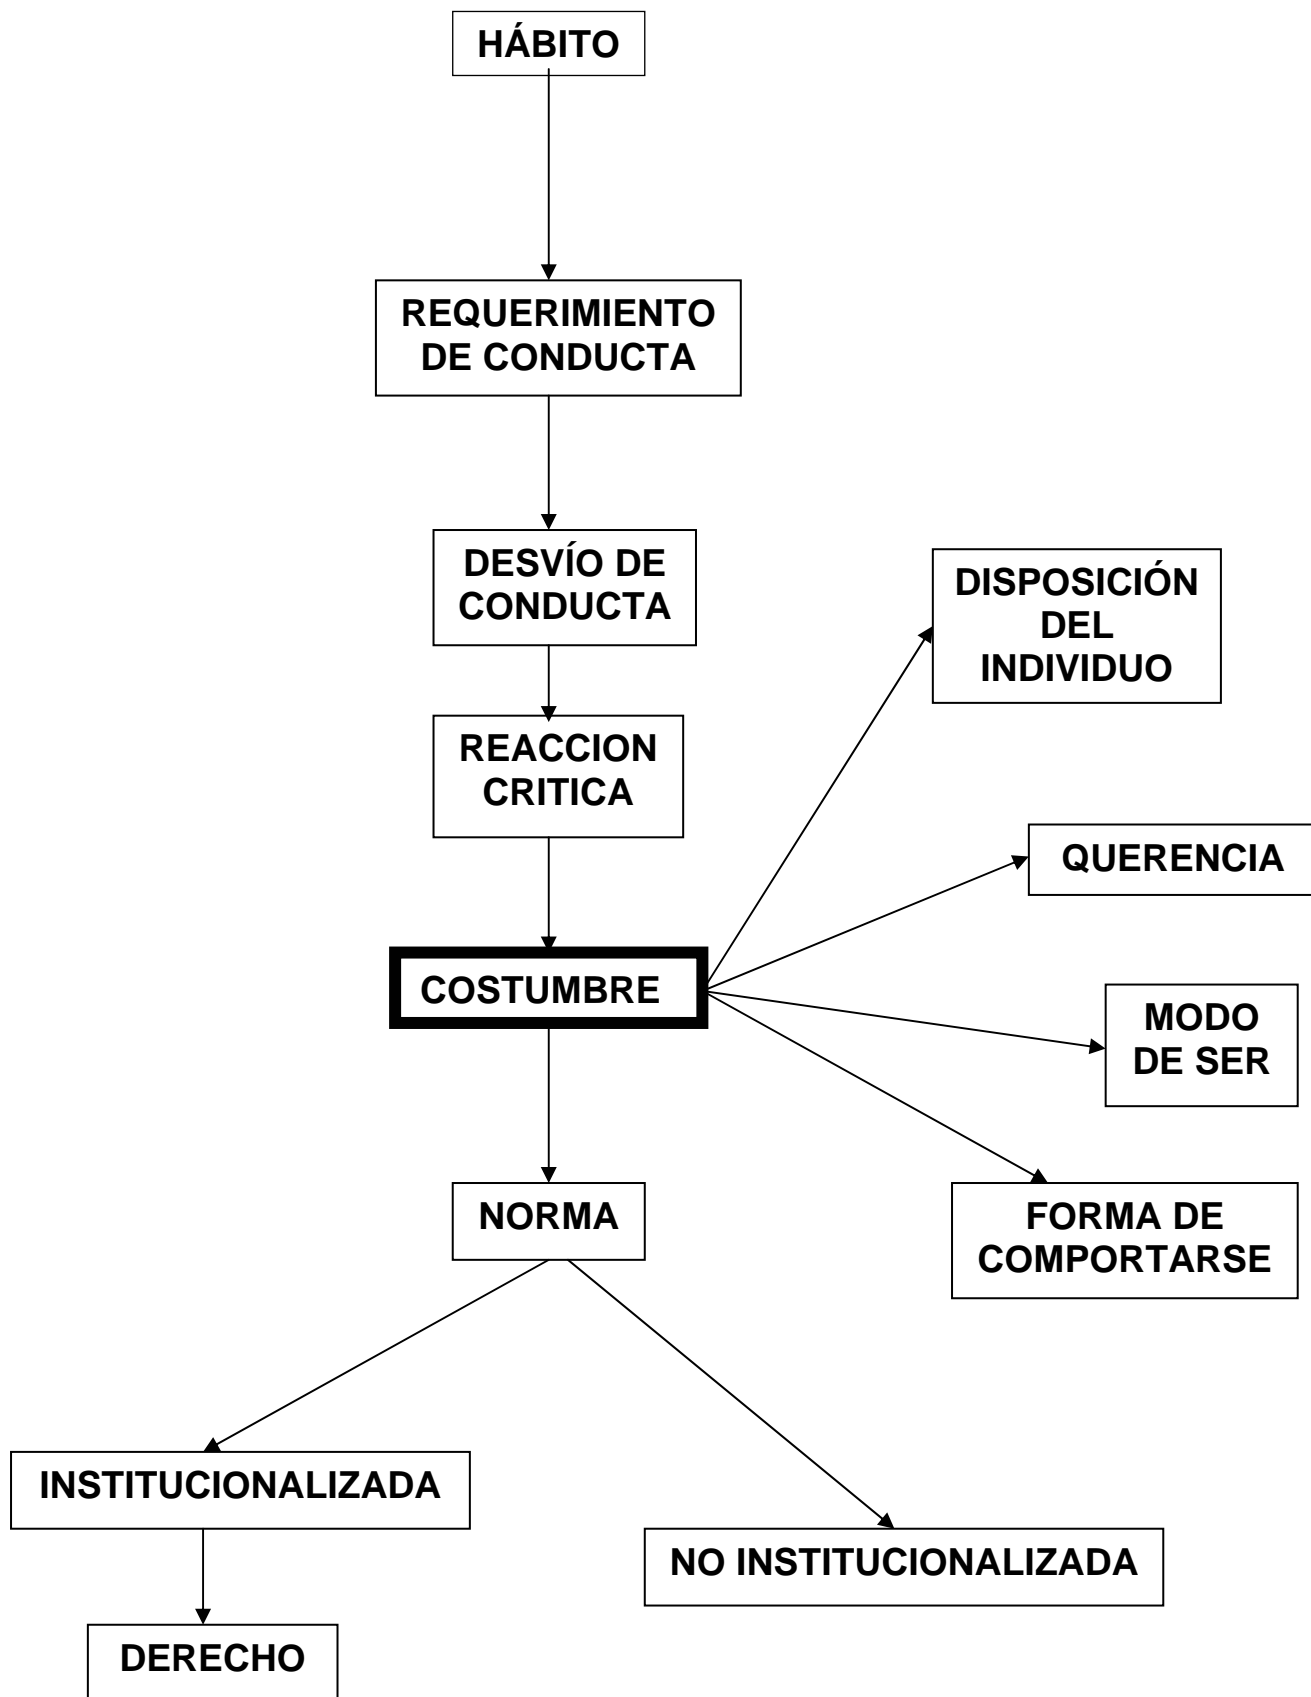 HÁBITO
REQUERIMIENTO
DE CONDUCTA
DESVÍO DE
CONDUCTA
DISPOSICIÓN
DEL
INDIVIDUO
REACCION
CRITICA
QUERENCIA
COSTUMBRE
MODO
DE SER
NORMA
FORMA DE
COMPORTARSE
INSTITUCIONALIZADA
NO INSTITUCIONALIZADA
DERECHO